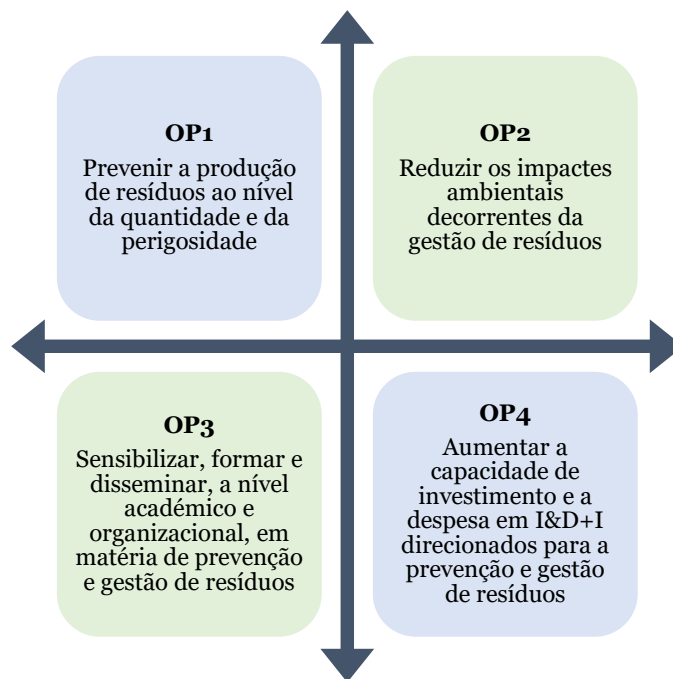 OP1
Prevenir a produção
de resíduos ao nível
da quantidade e da
perigosidade
OP2
Reduzir os impactes
ambientais
decorrentes da
gestão de resíduos
OP3
Sensibilizar, formar e
disseminar, a nível
académico e
organizacional, em
matéria de prevenção
e gestão de resíduos
OP4
Aumentar a
capacidade de
investimento e a
despesa em I&D+I
direcionados para a
prevenção e gestão
de resíduos